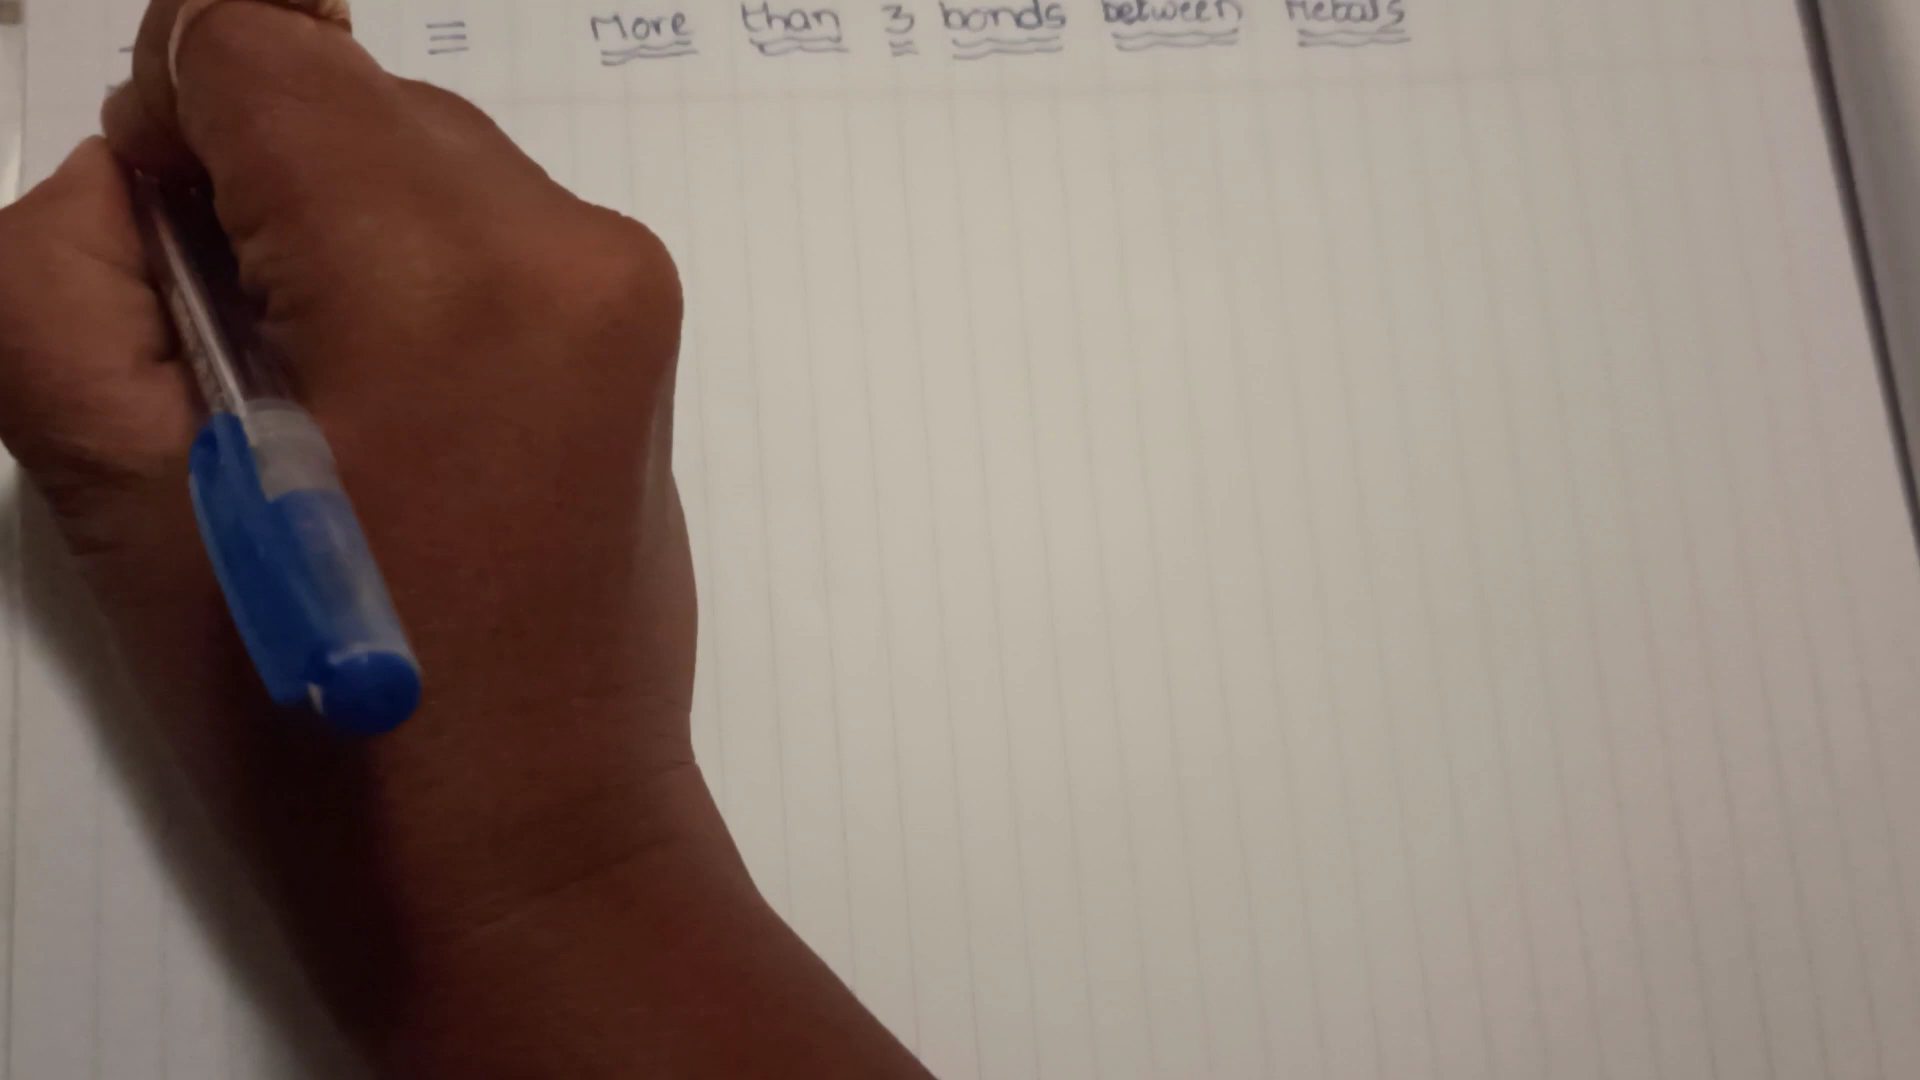 — = ≡ More than 3 bonds between Metals